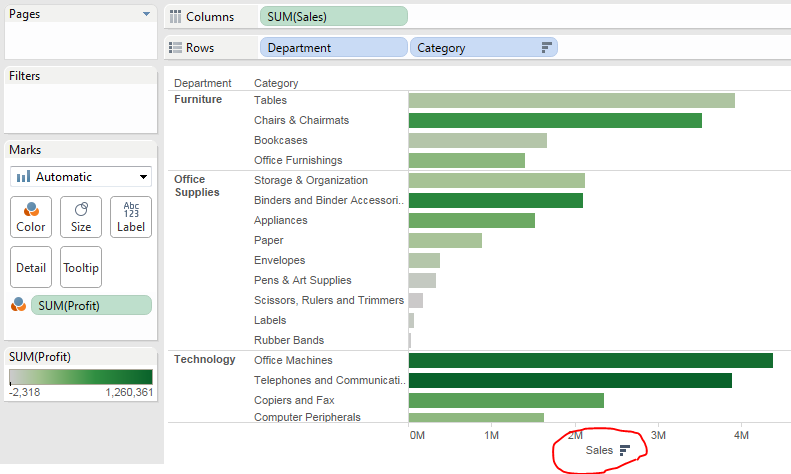 Pages
Columns SUM(Sales)
Rows Department Category
Filters
Department Category
Furniture Tables
Chairs & Chairmats
Bookcases
Office Furnishings
Marks
Automatic
Color Size Abc 123 Label
Detail Tooltip
SUM(Profit)
Office Supplies Storage & Organization
Binders and Binder Accessori..
Appliances
Paper
Envelopes
Pens & Art Supplies
Scissors, Rulers and Trimmers
Labels
Rubber Bands
SUM(Profit)
-2,318 1,260,361
Technology Office Machines
Telephones and Communicati..
Copiers and Fax
Computer Peripherals
0M 1M 2M 3M 4M
Sales